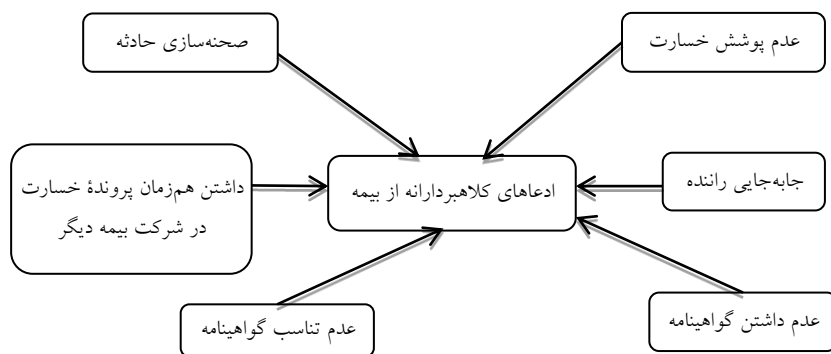 عدم پوشش خسارت
صحنه‌سازی حادثه
جابه‌جایی راننده
ادعاهای کلاهبردارانه از بیمه
داشتن هم‌زمان پروندهٔ خسارت
در شرکت بیمه دیگر
عدم داشتن گواهینامه
عدم تناسب گواهینامه